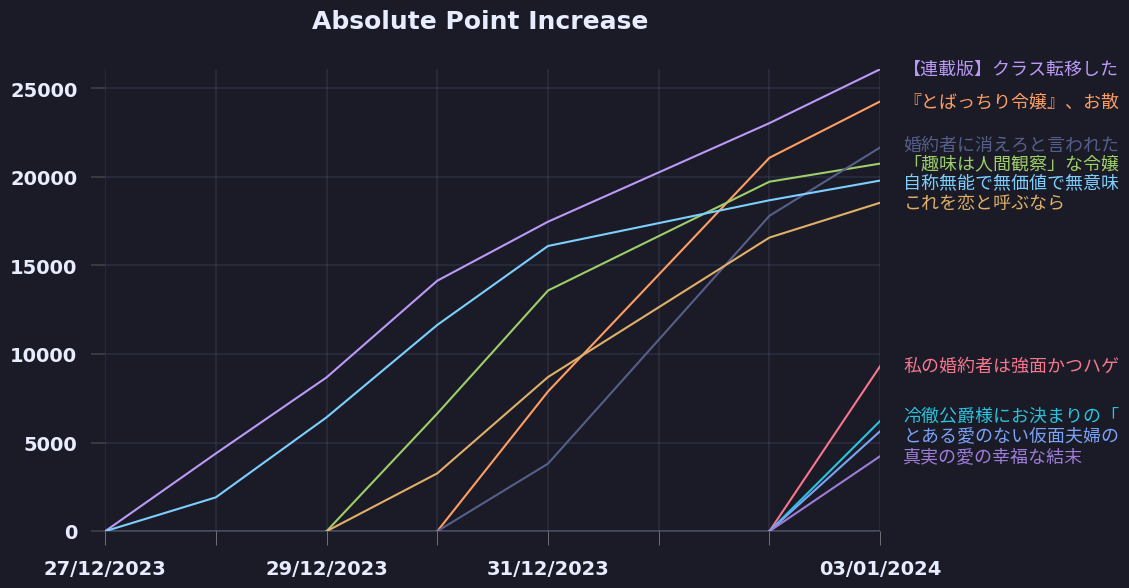 Absolute Point Increase
25000
20000
15000
10000
5000
0
27/12/2023
29/12/2023
31/12/2023
03/01/2024
【連載版】クラス転移した
『とばっちり令嬢』、お散
婚約者に消えろと言われた
「趣味は人間観察」な令嬢
自称無能で無価値で無意味
これを恋と呼ぶなら
私の婚約者は強面かつハゲ
冷徹公爵様にお決まりの「
とある愛のない仮面夫婦の
真実の愛の幸福な結末